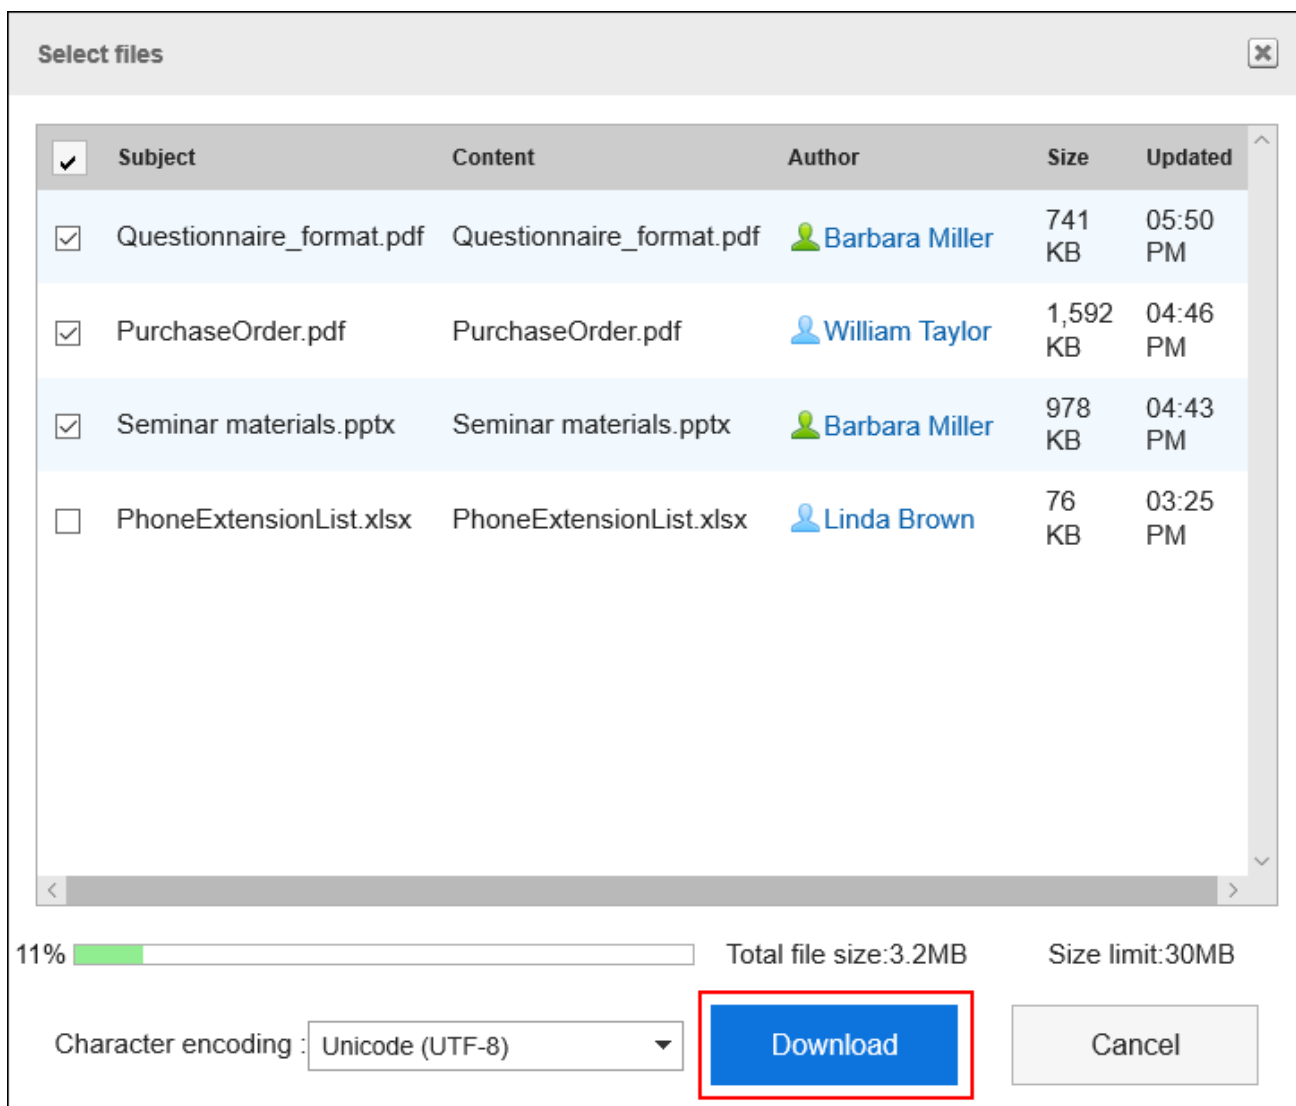 Select files
Subject Content Author Size Updated
Questionnaire_format.pdf Questionnaire_format.pdf Barbara Miller 741 KB 05:50 PM
PurchaseOrder.pdf PurchaseOrder.pdf William Taylor 1,592 KB 04:46 PM
Seminar materials.pptx Seminar materials.pptx Barbara Miller 978 KB 04:43 PM
PhoneExtensionList.xlsx PhoneExtensionList.xlsx Linda Brown 76 KB 03:25 PM
11% Total file size:3.2MB Size limit:30MB
Character encoding : Unicode (UTF-8) Download Cancel